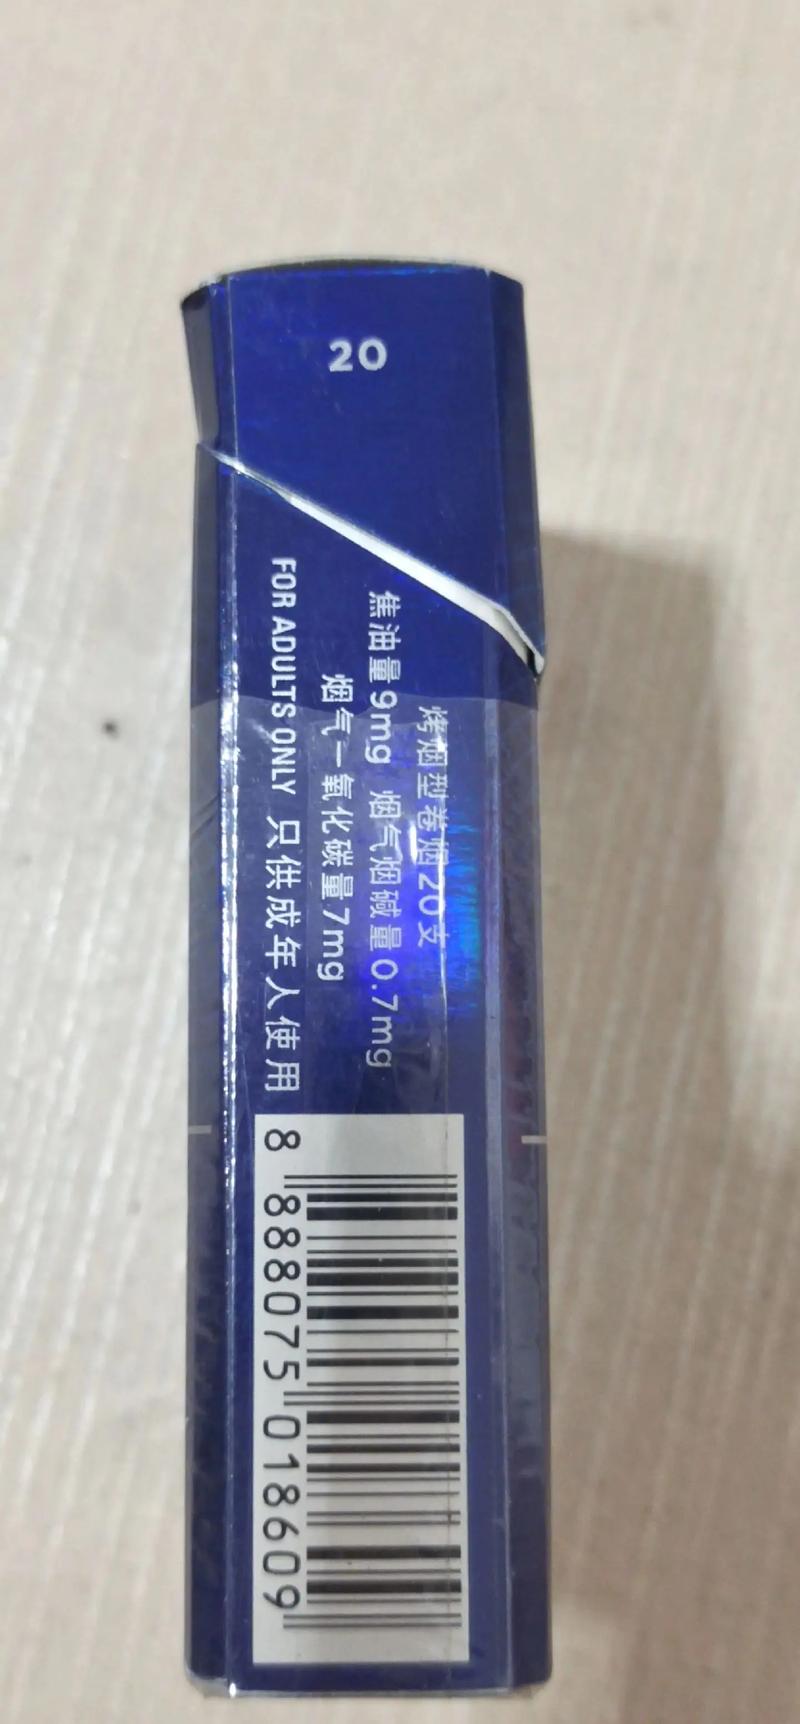 20
烤烟型卷烟20支
焦油量9mg 烟气烟碱量0.7mg
烟气一氧化碳量7mg
FOR ADULTS ONLY 只供成年人使用
8 888075 018609